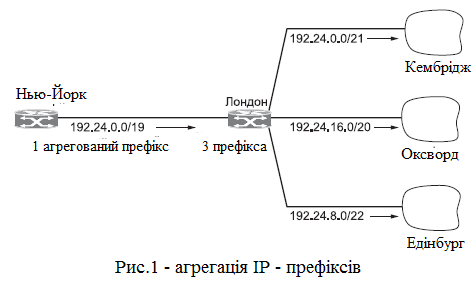 192.24.0.0/21
Кембрідж
Нью-Йорк
Лондон
192.24.0.0/19
192.24.16.0/20
1 агрегований префікс
3 префікса
Оксворд
192.24.8.0/22
Едінбург
Рис.1 - агрегація IP - префіксів